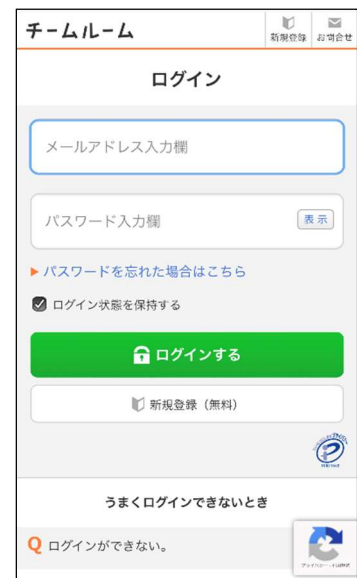 チームルーム
新規登録 お問合せ
ログイン
メールアドレス入力欄
パスワード入力欄 表示
パスワードを忘れた場合はこちら
ログイン状態を保持する
ログインする
新規登録（無料）
うまくログインできないとき
Q ログインができない。